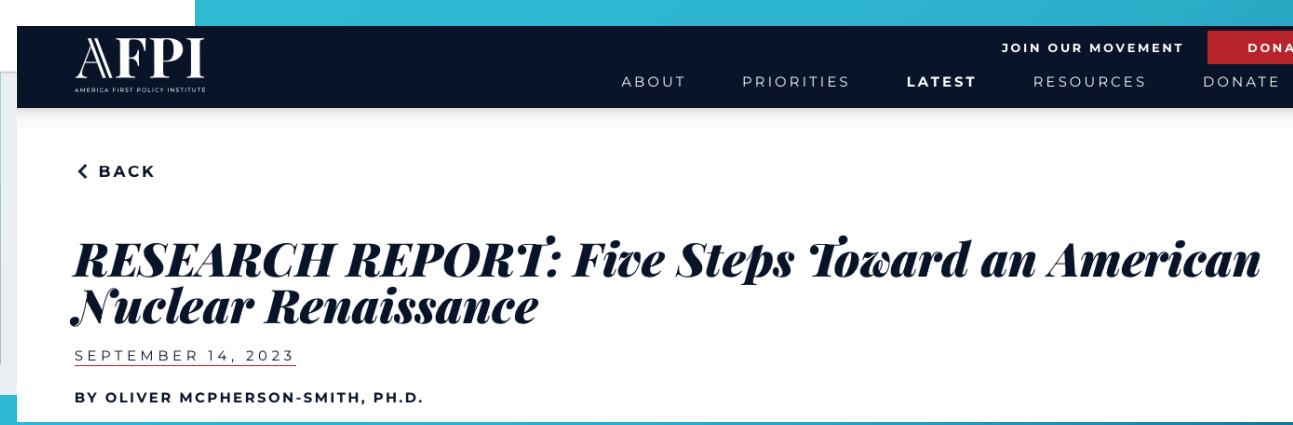 AFPI
AMERICA FIRST POLICY INSTITUTE
JOIN OUR MOVEMENT
DONA
ABOUT PRIORITIES LATEST RESOURCES DONATE
BACK
RESEARCH REPORT: Five Steps Toward an American
Nuclear Renaissance
SEPTEMBER 14, 2023
BY OLIVER MCPHERSON-SMITH, PH.D.